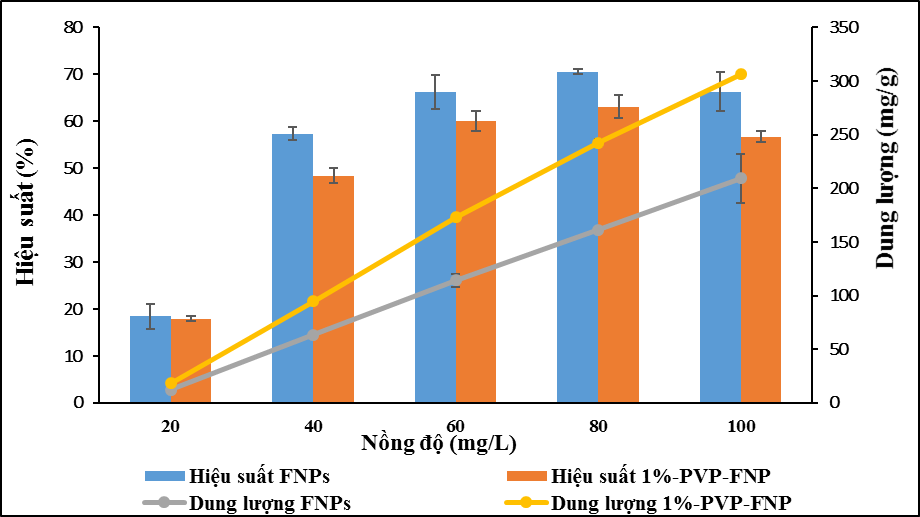 80
70
60
50
40
30
20
10
0
Hiệu suất (%)
350
300
250
200
150
100
50
0
Dung lượng (mg/g)
20 40 60 80 100
Nồng độ (mg/L)
Hiệu suất FNPs Hiệu suất 1%-PVP-FNP
Dung lượng FNPs Dung lượng 1%-PVP-FNP